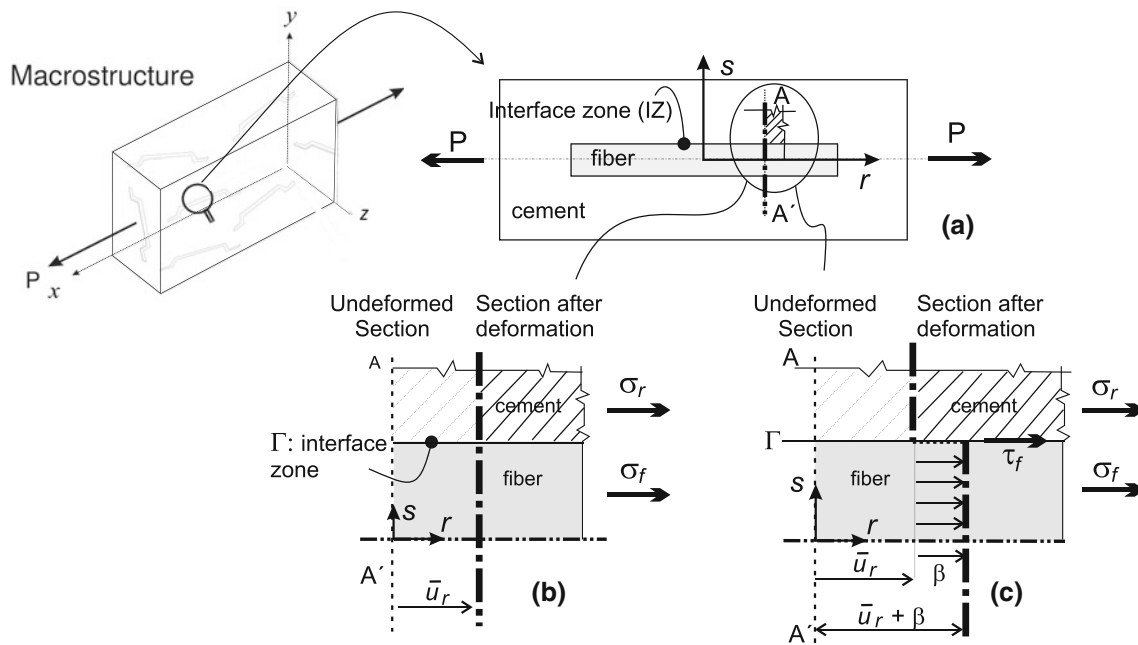 Macrostructure
y
z
P
x
s
A
Interface zone (IZ)
P
P
fiber
r
cement
A´
(a)
Undeformed
Section
Section after
deformation
A
cement
σr
Γ: interface
zone
fiber
σf
s
r
A´
ūr
(b)
Undeformed
Section
Section after
deformation
A
cement
σr
Γ
τf
fiber
σf
s
r
ūr
β
(c)
A´
ūr + β